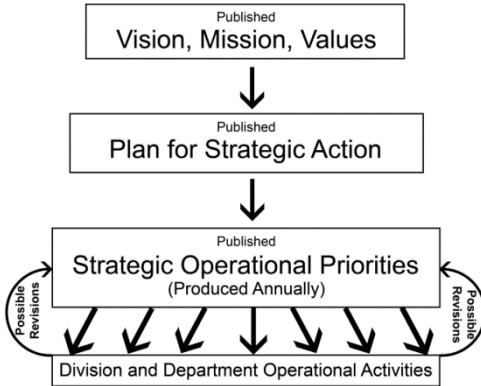 Published
Vision, Mission, Values
Published
Plan for Strategic Action
Published
Strategic Operational Priorities
(Produced Annually)
Possible
Revisions
Possible
Revisions
Division and Department Operational Activities